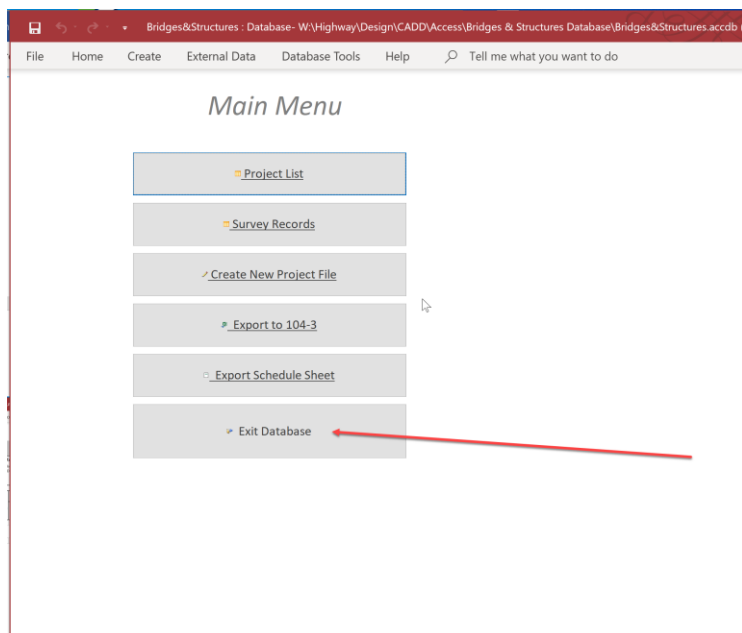 Bridges&Structures : Database- W:\Highway\Design\CADD\Access\Bridges & Structures Database\Bridges&Structures.accdb (
File Home Create External Data Database Tools Help Tell me what you want to do
Main Menu
Project List
Survey Records
Create New Project File
Export to 104-3
Export Schedule Sheet
Exit Database